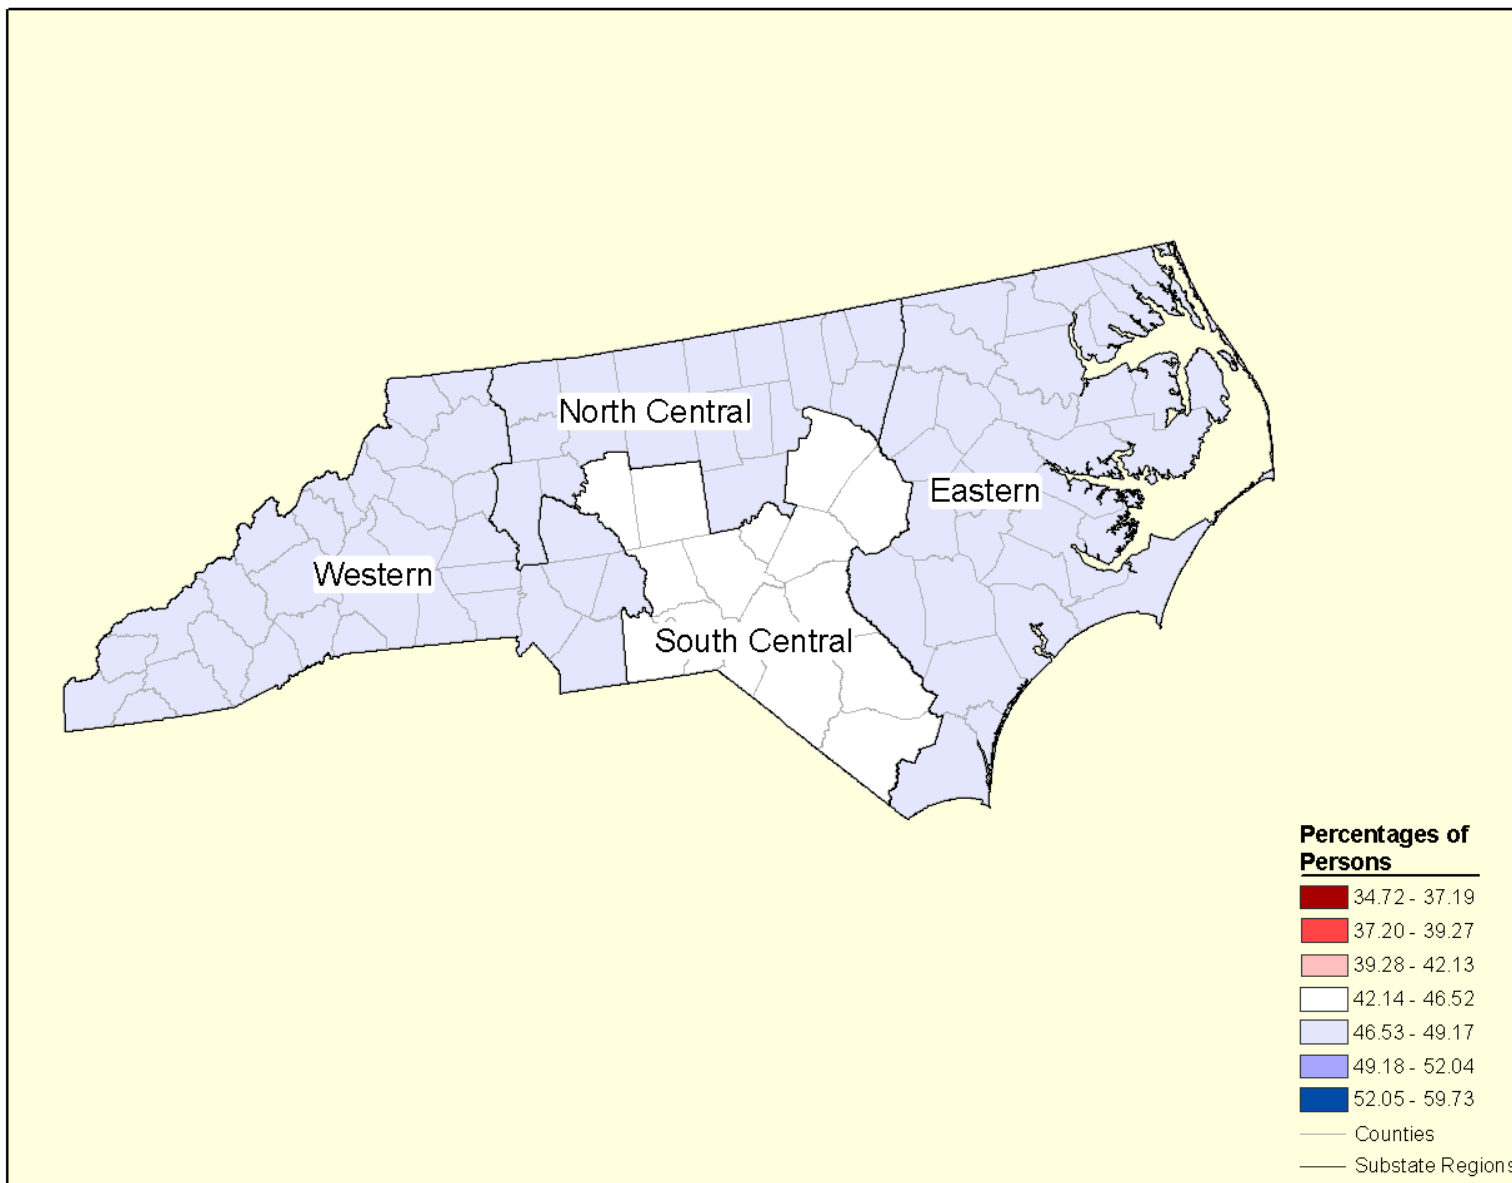 North Central
Eastern
Western
South Central
Percentages of
Persons
34.72 - 37.19
37.20 - 39.27
39.28 - 42.13
42.14 - 46.52
46.53 - 49.17
49.18 - 52.04
52.05 - 59.73
Counties
Substate Regions